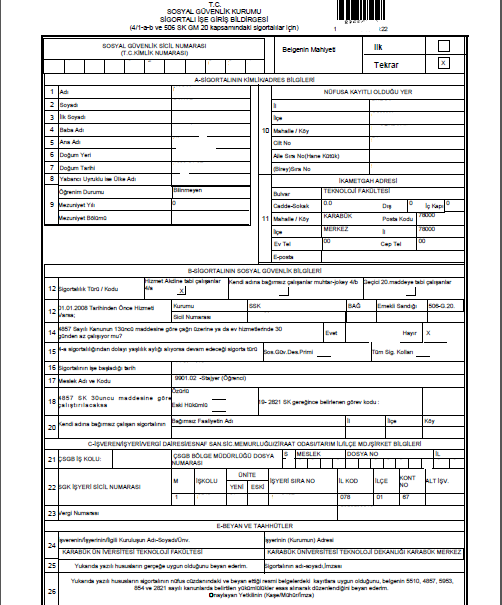 T.C.
SOSYAL GÜVENLİK KURUMU
SİGORTALI İŞE GİRİŞ BİLDİRGESİ
(4/1-a-b ve 506 SK GM 20 kapsamındaki sigortalılar için)
SOSYAL GÜVENLİK SİCİL NUMARASI
(T.C.KİMLİK NUMARASI)
Belgenin Mahiyeti
İlk
Tekrar X
A-SİGORTALININ KİMLİK/ADRES BİLGİLERİ
1 Adı
2 Soyadı
3 İlk Soyadı
4 Baba Adı
5 Ana Adı
6 Doğum Yeri
7 Doğum Tarihi
8 Yabancı Uyruklu ise Ülke Adı
9 Öğrenim Durumu Bilinmeyen
Mezuniyet Yılı 0
Mezuniyet Bölümü
NÜFUSA KAYITLI OLDUĞU YER
10
İl
İlçe
Mahalle / Köy
Cilt No
Aile Sıra No(Hane Kütük)
(Birey)Sıra No
İKAMETGAH ADRESİ
11
Bulvar TEKNOLOJİ FAKÜLTESİ
Cadde-Sokak 0.0 Dış 0 İç Kapı 0
Mahalle / Köy KARABÜK Posta Kodu 78000
İlçe MERKEZ İl 78000
Ev Tel 00 Cep Tel 00
E-posta
B-SİGORTALININ SOSYAL GÜVENLİK BİLGİLERİ
12 Sigortalılık Türü / Kodu
Hizmet Akdine tabi çalışanlar 4/a X
Kendi adına bağımsız çalışanlar muhtar-jokey 4/b
Geçici 20.maddeye tabi çalışanlar
12 01.01.2008 Tarihinden Önce Hizmeti Varsa;
Kurumu SSK BAĞ Emekli Sandığı 506-G.20.
Sicil Numarası
14 4857 Sayılı Kanunun 13üncü maddesine göre çağrı üzerine ya da ev hizmetlerinde 30 günden az çalışıyor mu?
Evet Hayır X
15 4-a sigortalılığından dolayı yaşlılık aylığı alıyorsa devam edeceği sigorta türü
Sos.Güv.Des.Primi Tüm Sig. Kolları
16 Sigortalının işe başladığı tarih
17 Meslek Adı ve Kodu 9901.02 -Stajyer (Öğrenci)
18 4857 SK 30uncu maddesine göre çalıştırılacaksa
Özürlü
Eski Hükümlü
19- 2821 SK gereğince belirtilen görev kodu :
20 Kendi adına bağımsız çalışan sigortalının
Bağımsız Faaliyetin Adı İl İlçe Köy
C-İŞVEREN/İŞYERİ/VERGİ DAİRESİ/ESNAF SAN.SİC.MEMURLUĞU/ZİRAAT ODASI/TARIM İL/İLÇE MD./ŞİRKET BİLGİLERİ
21 ÇSGB İŞ KOLU:
ÇSGB BÖLGE MÜDÜRLÜĞÜ DOSYA NUMARASI
S MESLEK DOSYA NO İL
22 SGK İŞYERİ SİCİL NUMARASI
M İŞKOLU ÜNİTE YENİ ESKİ İŞYERİ SIRA NO İL KOD İLÇE KONT NO ALT İŞV.
1 078 01 87
23 Vergi Numarası
E-BEYAN VE TAAHHÜTLER
24 İşverenin/İşyerinin/İlgili Kuruluşun Adı-Soyadı/Ünv. İşyerinin (Kurumun) Adresi
KARABÜK ÜN İVERSİTESİ TEKNOLOJİ FAKÜLTESİ KARABÜK ÜNİVERSİTESİ TEKNOLOJİ DEKANLIĞI KARABÜK MERKEZ
25 Yukarıda yazılı hususların gerçeğe uygun olduğunu beyan ederim. Sigortalının adı-soyadı,İmzası
26 Yukarıda yazılı hususların sigortalının nüfus cüzdanındaki ve beyan ettiği resmi belgelerdeki kayıtlara uygun olduğunu, belgenin 5510, 4857, 5953, 854 ve 2821 sayılı kanunlarda belirtilen yükümlülükler esas alınarak düzenlendiğini beyan ederim.
Onaylayan Yetkilinin (Kaşe/Mühür/İmza)